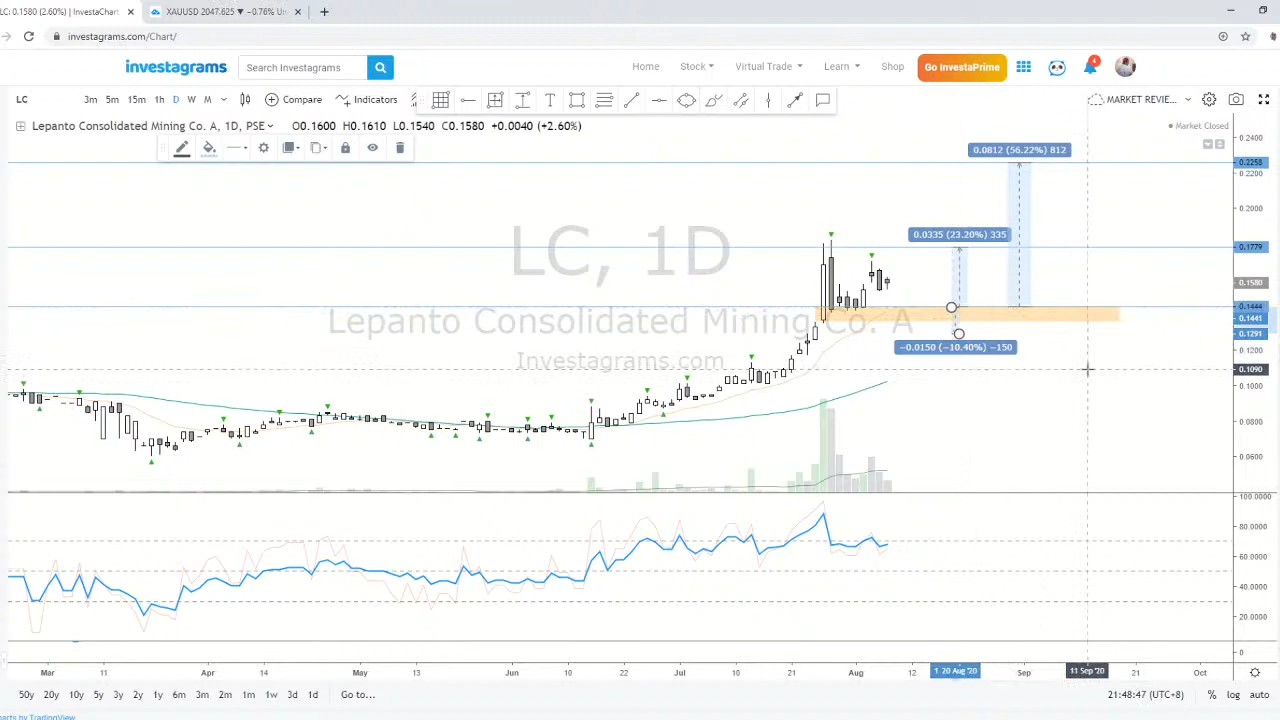 LC: 0.1580 (2.60%) | InvestaChart
XAUUSD 2047.625 ▼ −0.76% Un
investagrams.com/Chart/
investagrams
Search Investagrams
Home
Stock
Virtual Trade
Learn
Shop
Go InvestaPrime
4
LC
3m 5m 15m 1h D W M
Compare
Indicators
MARKET REVIE...
Lepanto Consolidated Mining Co. A, 1D, PSE
O0.1600 H0.1610 L0.1540 C0.1580 +0.0040 (+2.60%)
Market Closed
LC, 1D
Lepanto Consolidated Mining Co. A
Investagrams.com
0.0812 (56.22%) 812
0.0335 (23.20%) 335
−0.0150 (−10.40%) −150
0.2400
0.2258
0.2200
0.2000
0.1779
0.1580
0.1444
0.1441
0.1291
0.1200
0.1090
0.1000
0.0800
0.0600
100.0000
80.0000
60.0000
40.0000
20.0000
0
Mar 11 Apr 13 May 13 Jun 22 Jul 10 21 Aug 12 1 20 Aug '20 Sep 11 Sep '20 21 Oct
50y 20y 10y 5y 3y 2y 1y 6m 3m 2m 1m 1w 3d 1d Go to...
21:48:47 (UTC+8) % log auto
arts by TradingView